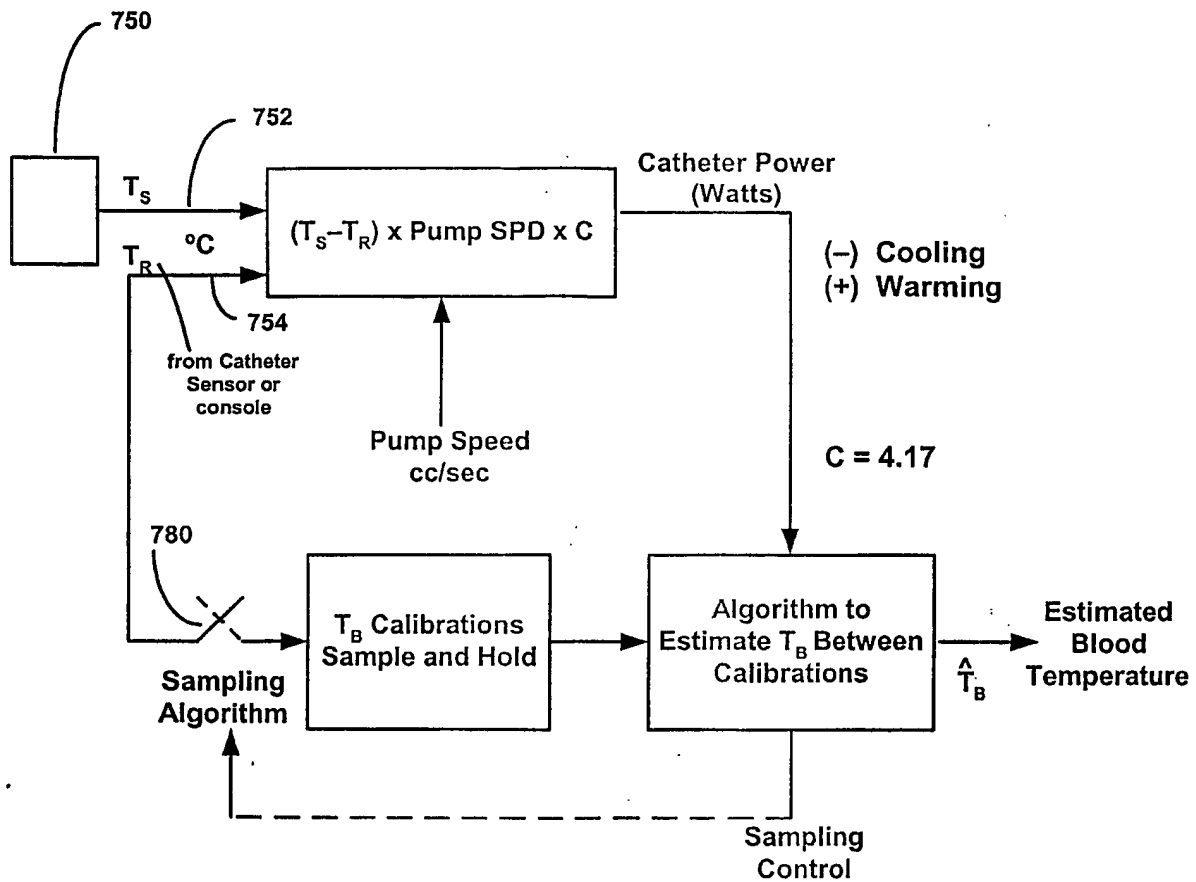 750
752
T_S
°C
T_R
754
from Catheter
Sensor or
console
(T_S–T_R) x Pump SPD x C
Catheter Power
(Watts)
(–) Cooling
(+) Warming
Pump Speed
cc/sec
C = 4.17
780
Sampling
Algorithm
T_B Calibrations
Sample and Hold
Algorithm to
Estimate T_B Between
Calibrations
T̂_B
Estimated
Blood
Temperature
Sampling
Control